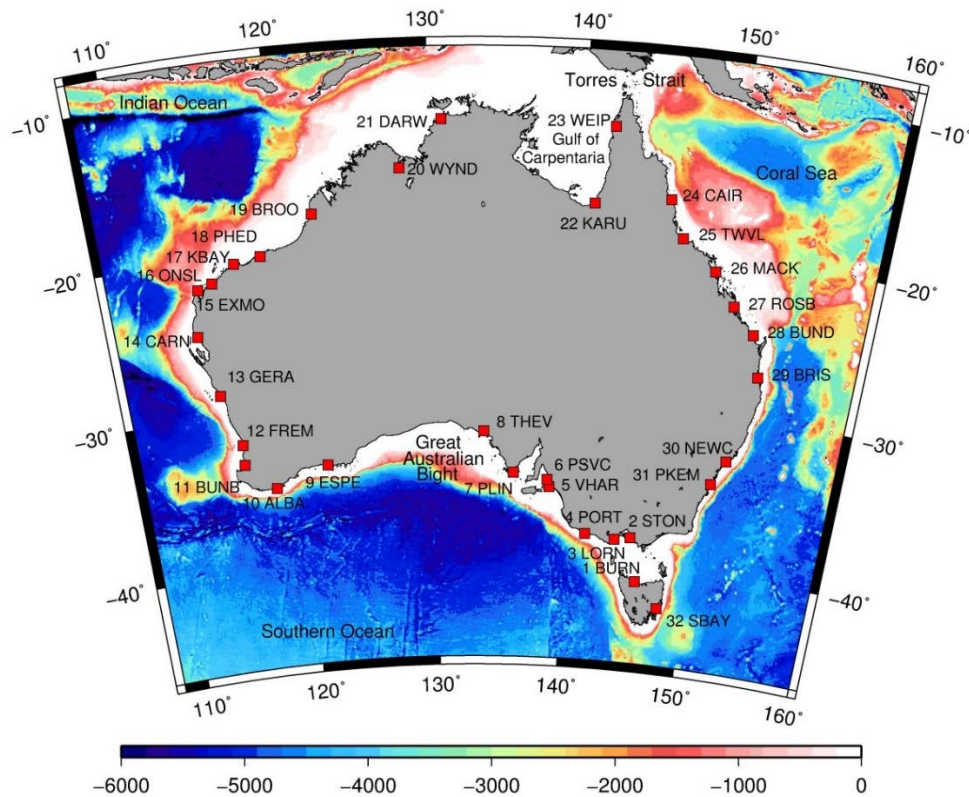 110°
120°
130°
140°
150°
160°
Torres Strait
Indian Ocean
−10°
21 DARW
23 WEIP
Gulf of
Carpentaria
−10°
20 WYND
Coral Sea
19 BROO
24 CAIR
22 KARU
18 PHED
25 TWVL
17 KBAY
26 MACK
16 ONSL
−20°
−20°
15 EXMO
27 ROSB
14 CARN
28 BUND
13 GERA
29 BRIS
−30°
8 THEV
12 FREM
Great
Australian
Bight
30 NEWC
−30°
6 PSVC
31 PKEM
11 BUNB
9 ESPE
7 PLIN
5 VHAR
10 ALBA
4 PORT
2 STON
3 LORN
1 BURN
−40°
−40°
Southern Ocean
32 SBAY
110°
120°
130°
140°
150°
160°
−6000
−5000
−4000
−3000
−2000
−1000
0